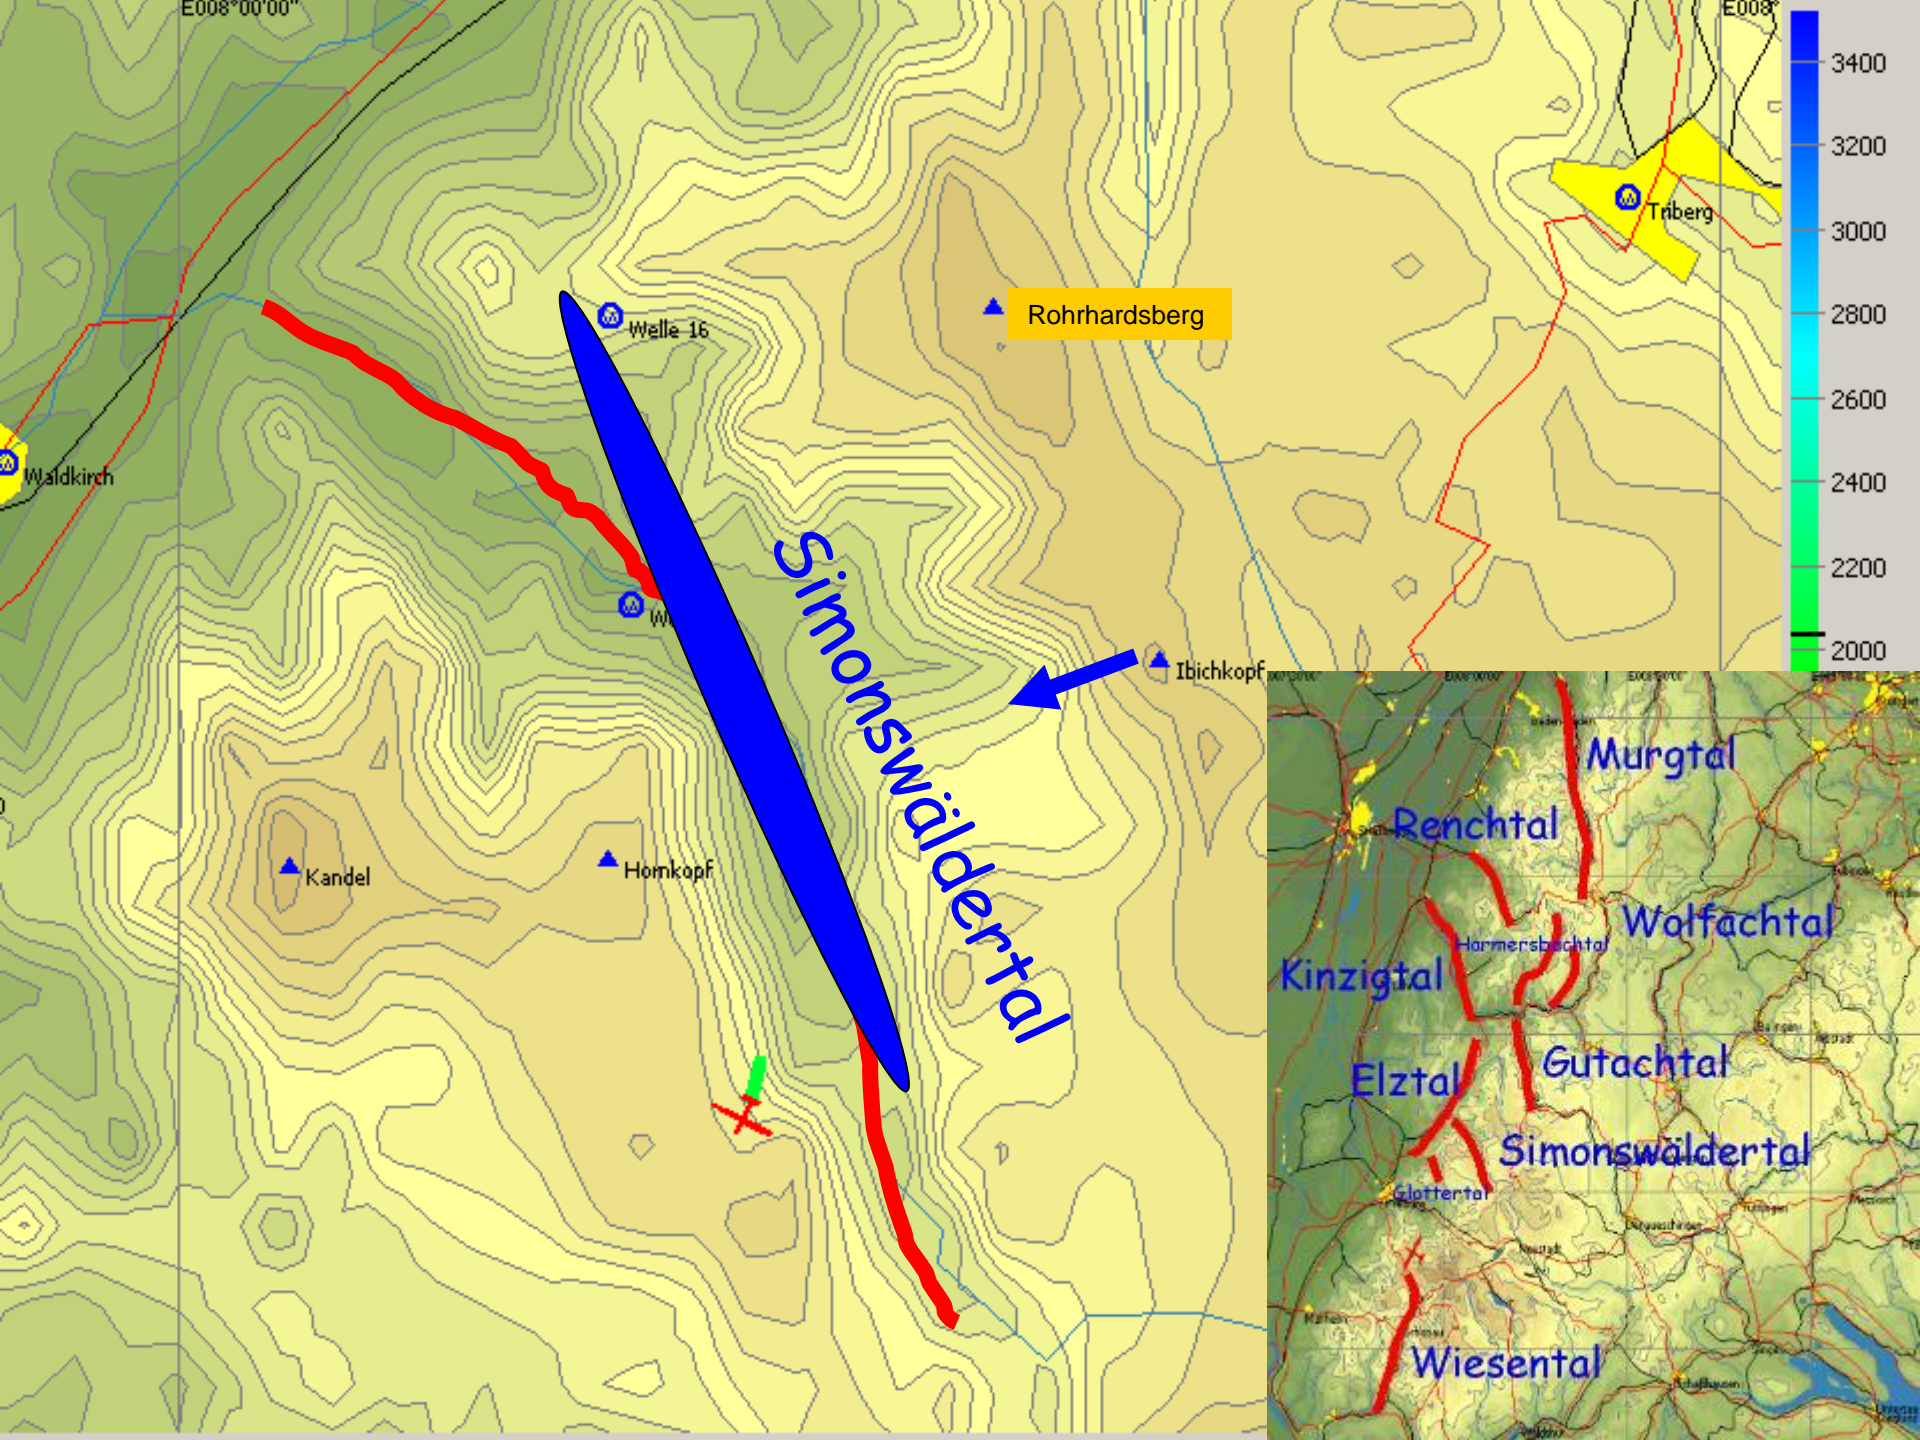 E008°00'00"
E008°
3400
3200
3000
2800
2600
2400
2200
2000
Triberg
Rohrhardsberg
Welle 16
Waldkirch
Simonswäldertal
Ibichkopf
Kandel
Hornkopf
Murgtal
Renchtal
Wolfachtal
Harmersbachtal
Kinzigtal
Gutachtal
Elztal
Simonswäldertal
Glottertal
Wiesental